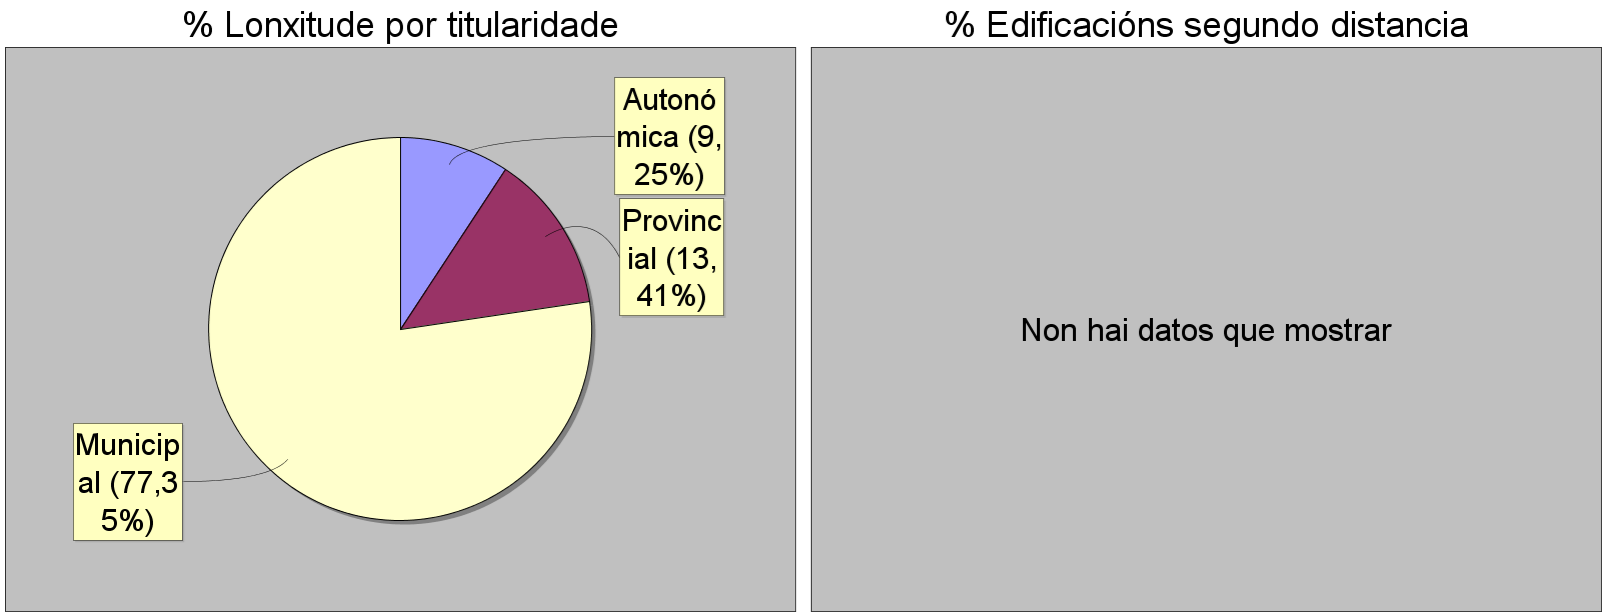 % Lonxitude por titularidade
Autonó
mica (9,
25%)
Provinc
ial (13,
41%)
Municip
al (77,3
5%)
% Edificacións segundo distancia
Non hai datos que mostrar